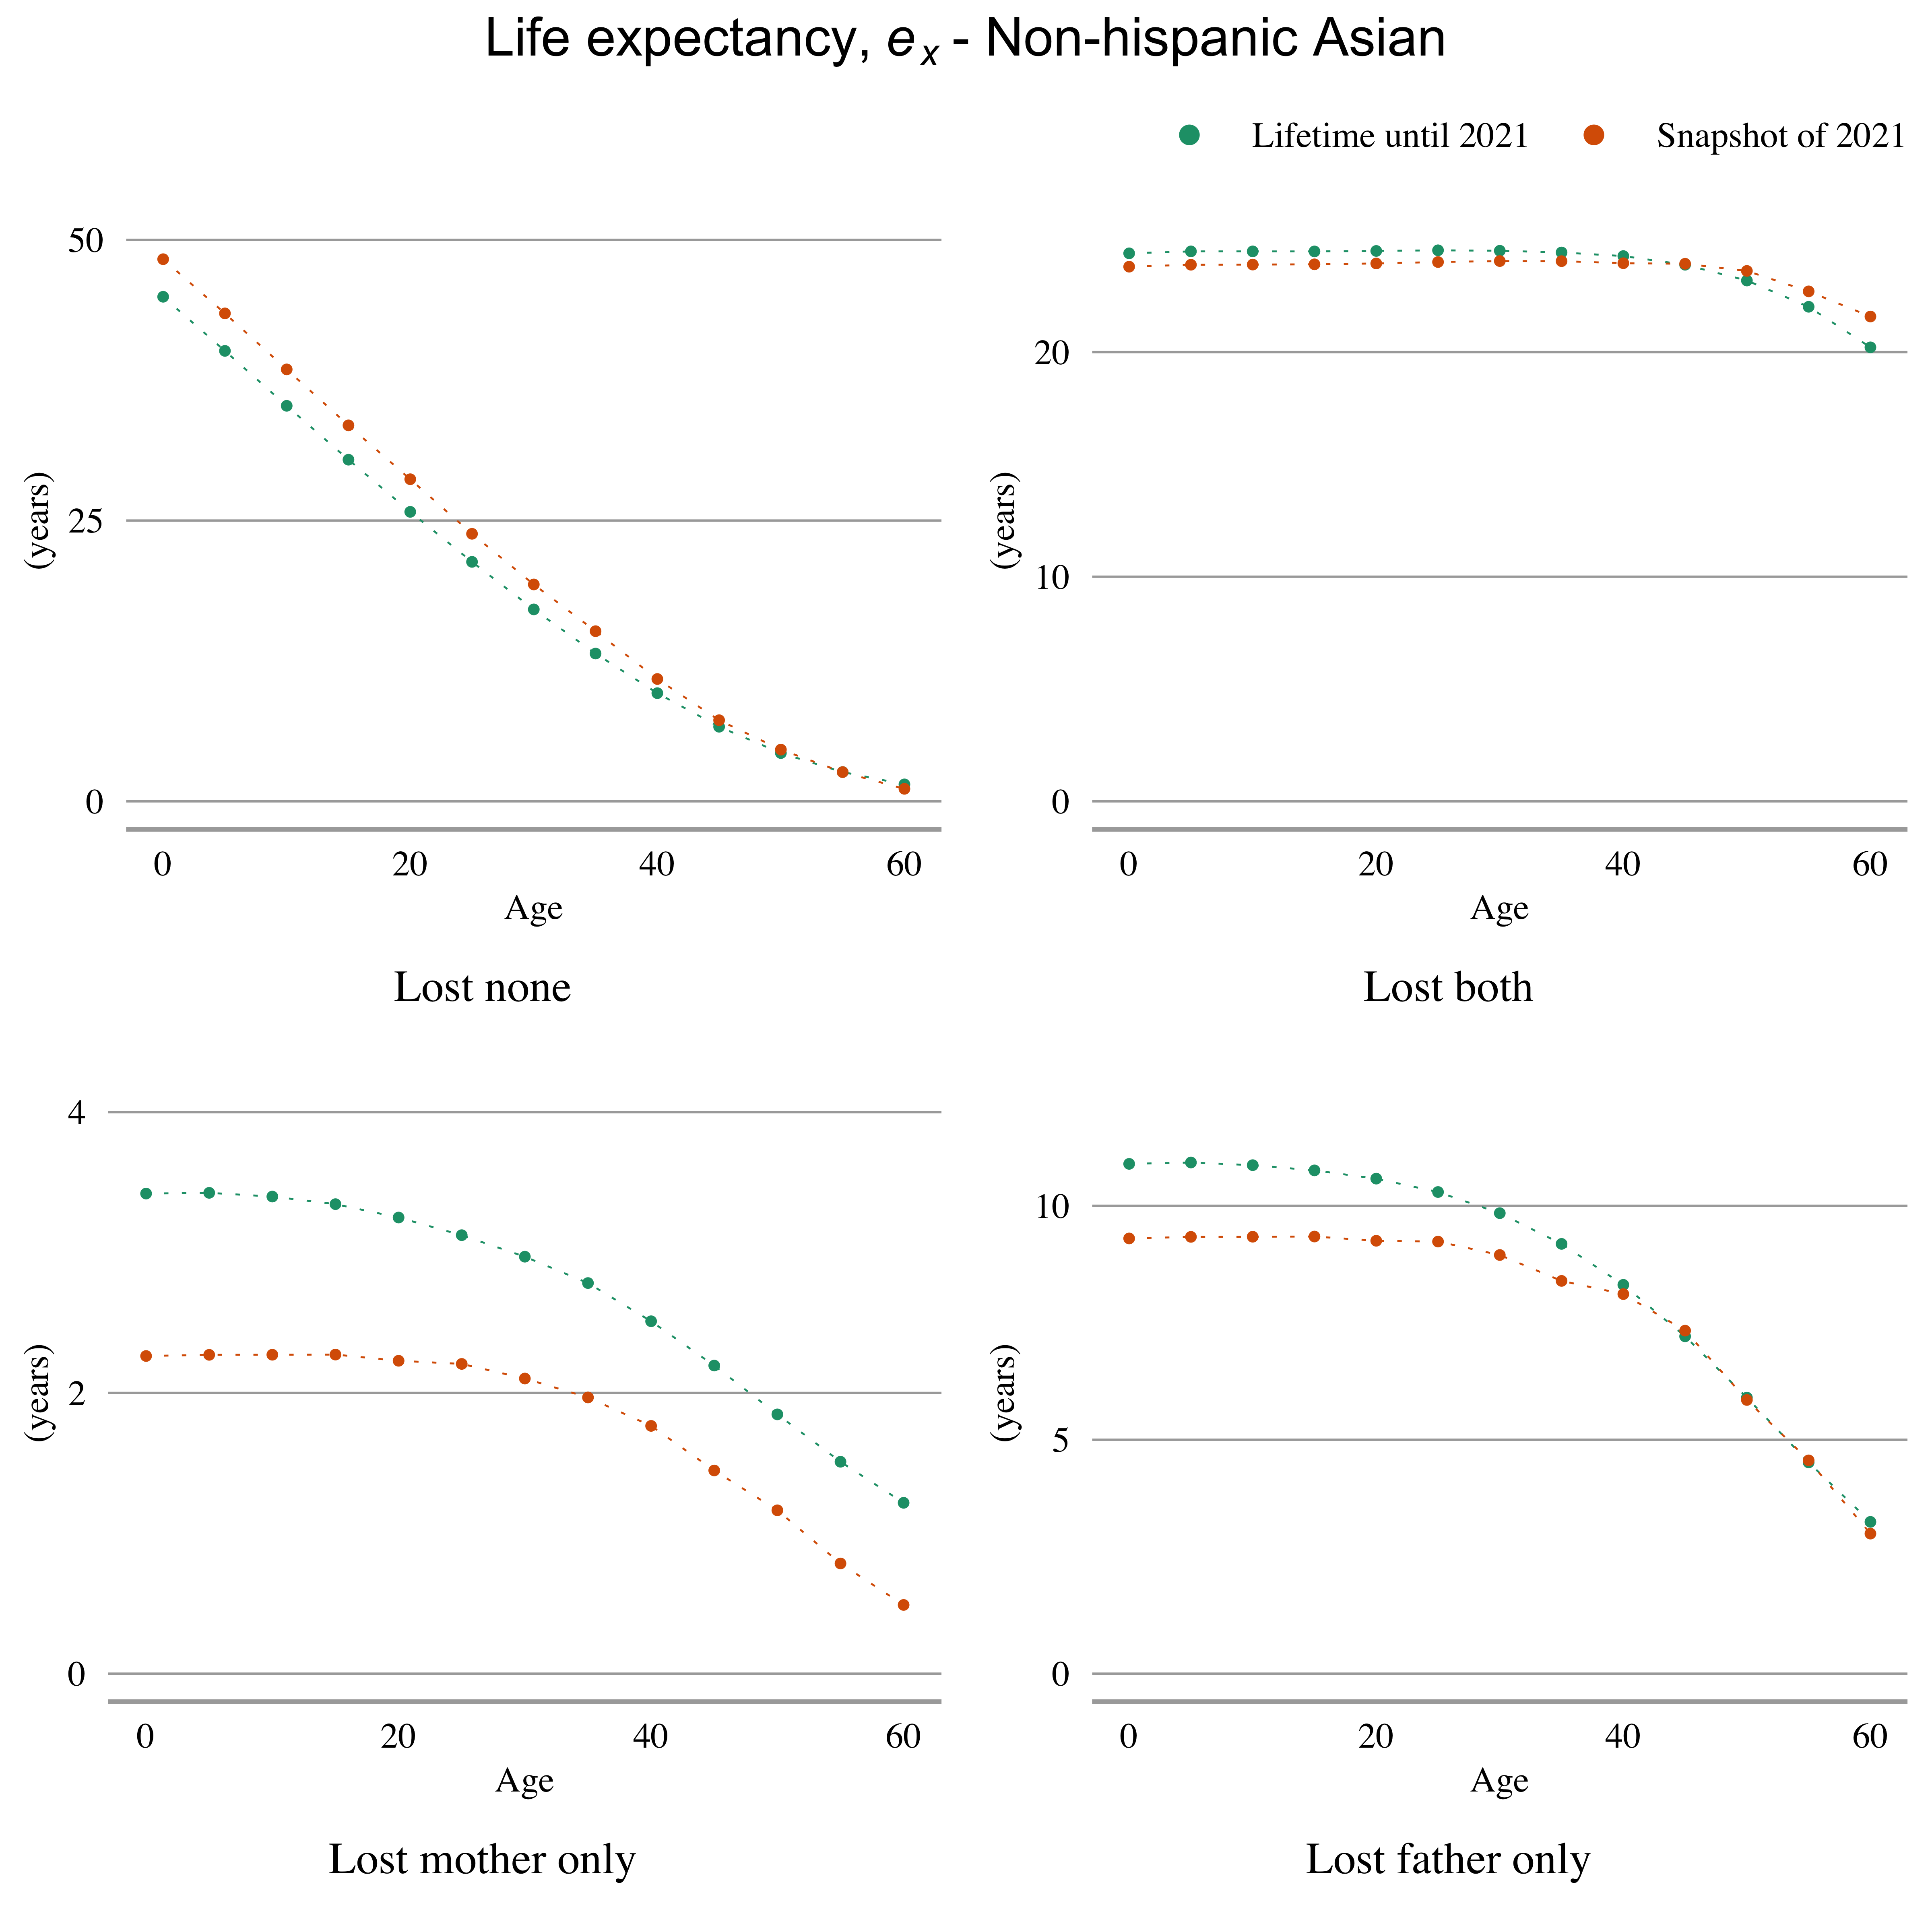 Life expectancy, e x - Non-hispanic Asian
Lifetime until 2021 Snapshot of 2021
50
25
0
(years)
0 20 40 60
Age
Lost none
20
10
0
(years)
0 20 40 60
Age
Lost both
4
2
0
(years)
0 20 40 60
Age
Lost mother only
10
5
0
(years)
0 20 40 60
Age
Lost father only